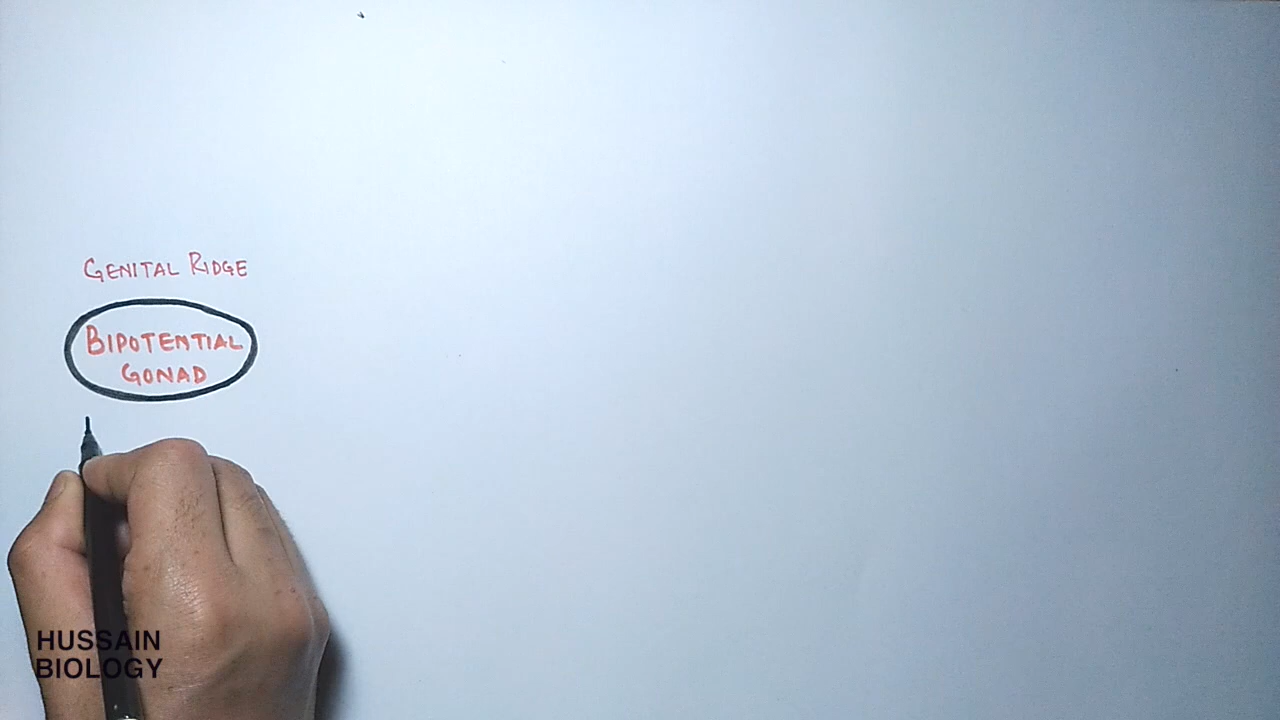 GENITAL RIDGE
BIPOTENTIAL
GONAD
HUSSAIN
BIOLOGY